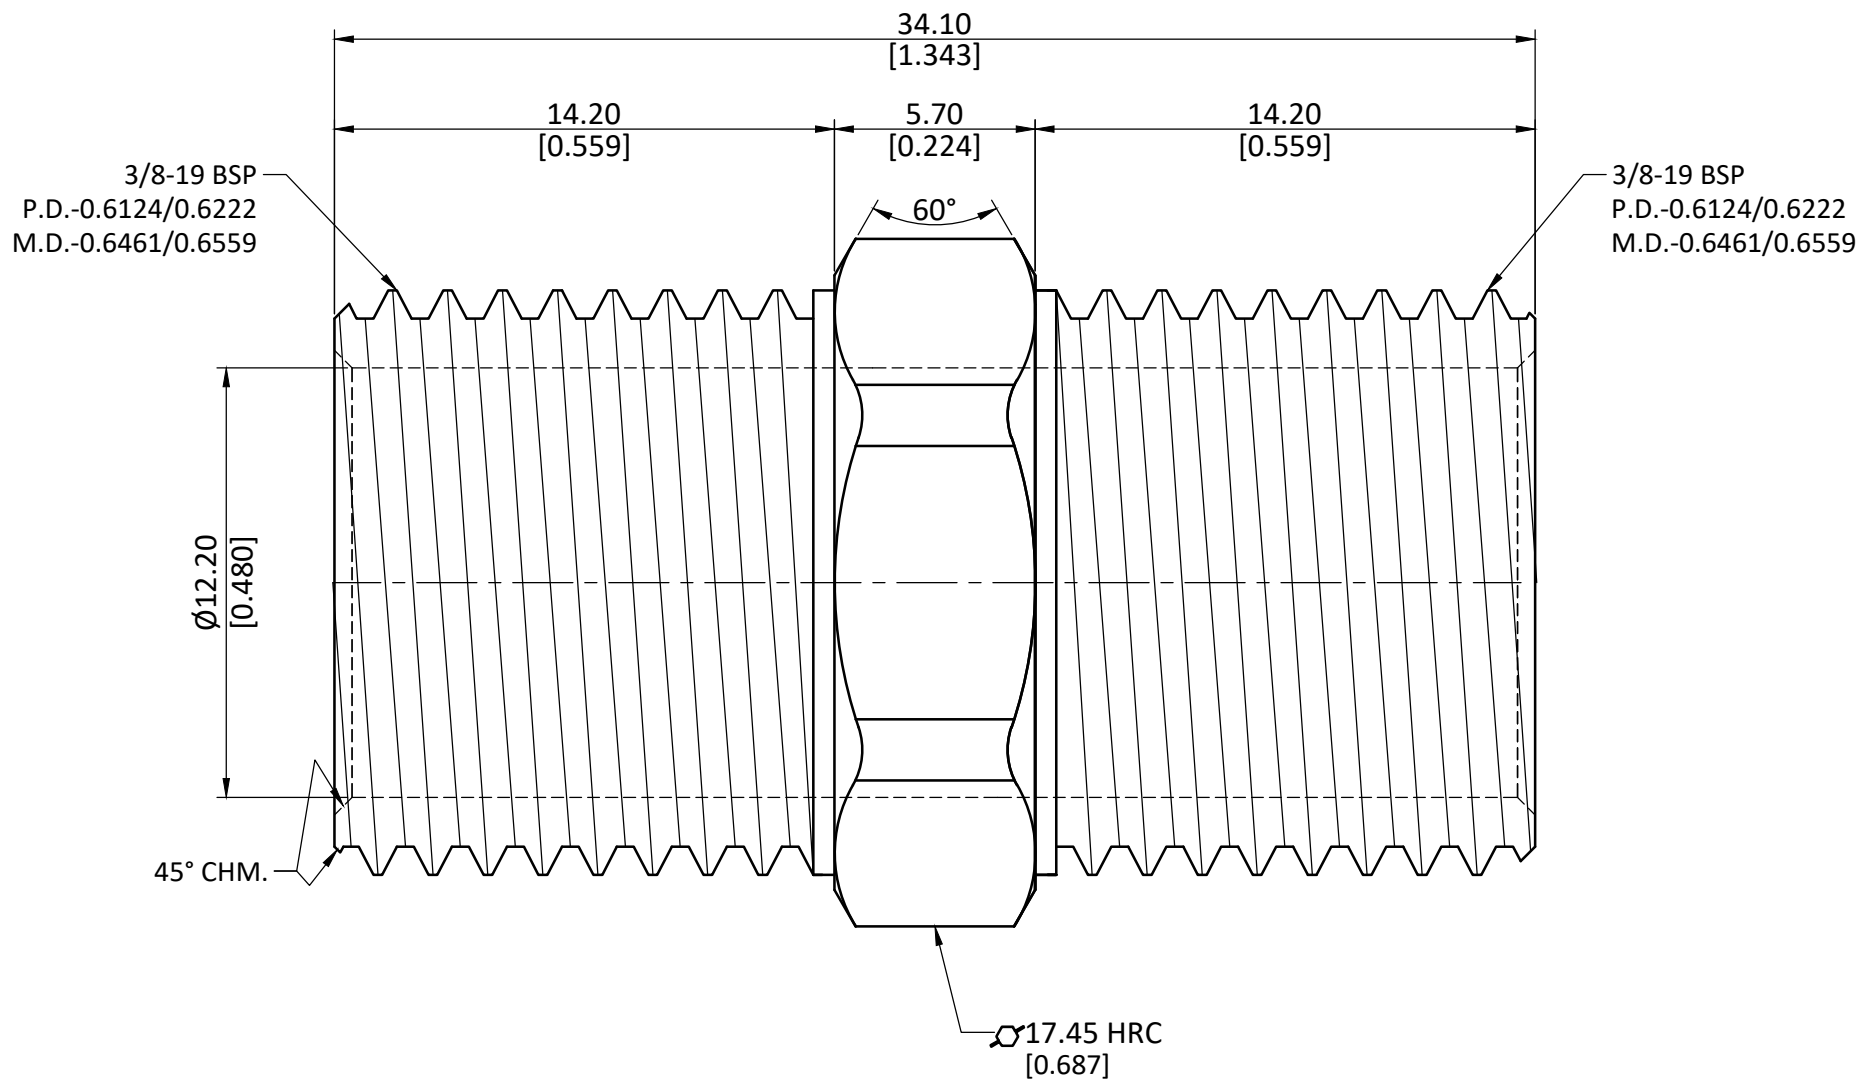 34.10
[1.343]
14.20
[0.559]
5.70
[0.224]
14.20
[0.559]
3/8-19 BSP
P.D.-0.6124/0.6222
M.D.-0.6461/0.6559
60°
3/8-19 BSP
P.D.-0.6124/0.6222
M.D.-0.6461/0.6559
Ø12.20
[0.480]
45° CHM.
17.45 HRC
[0.687]